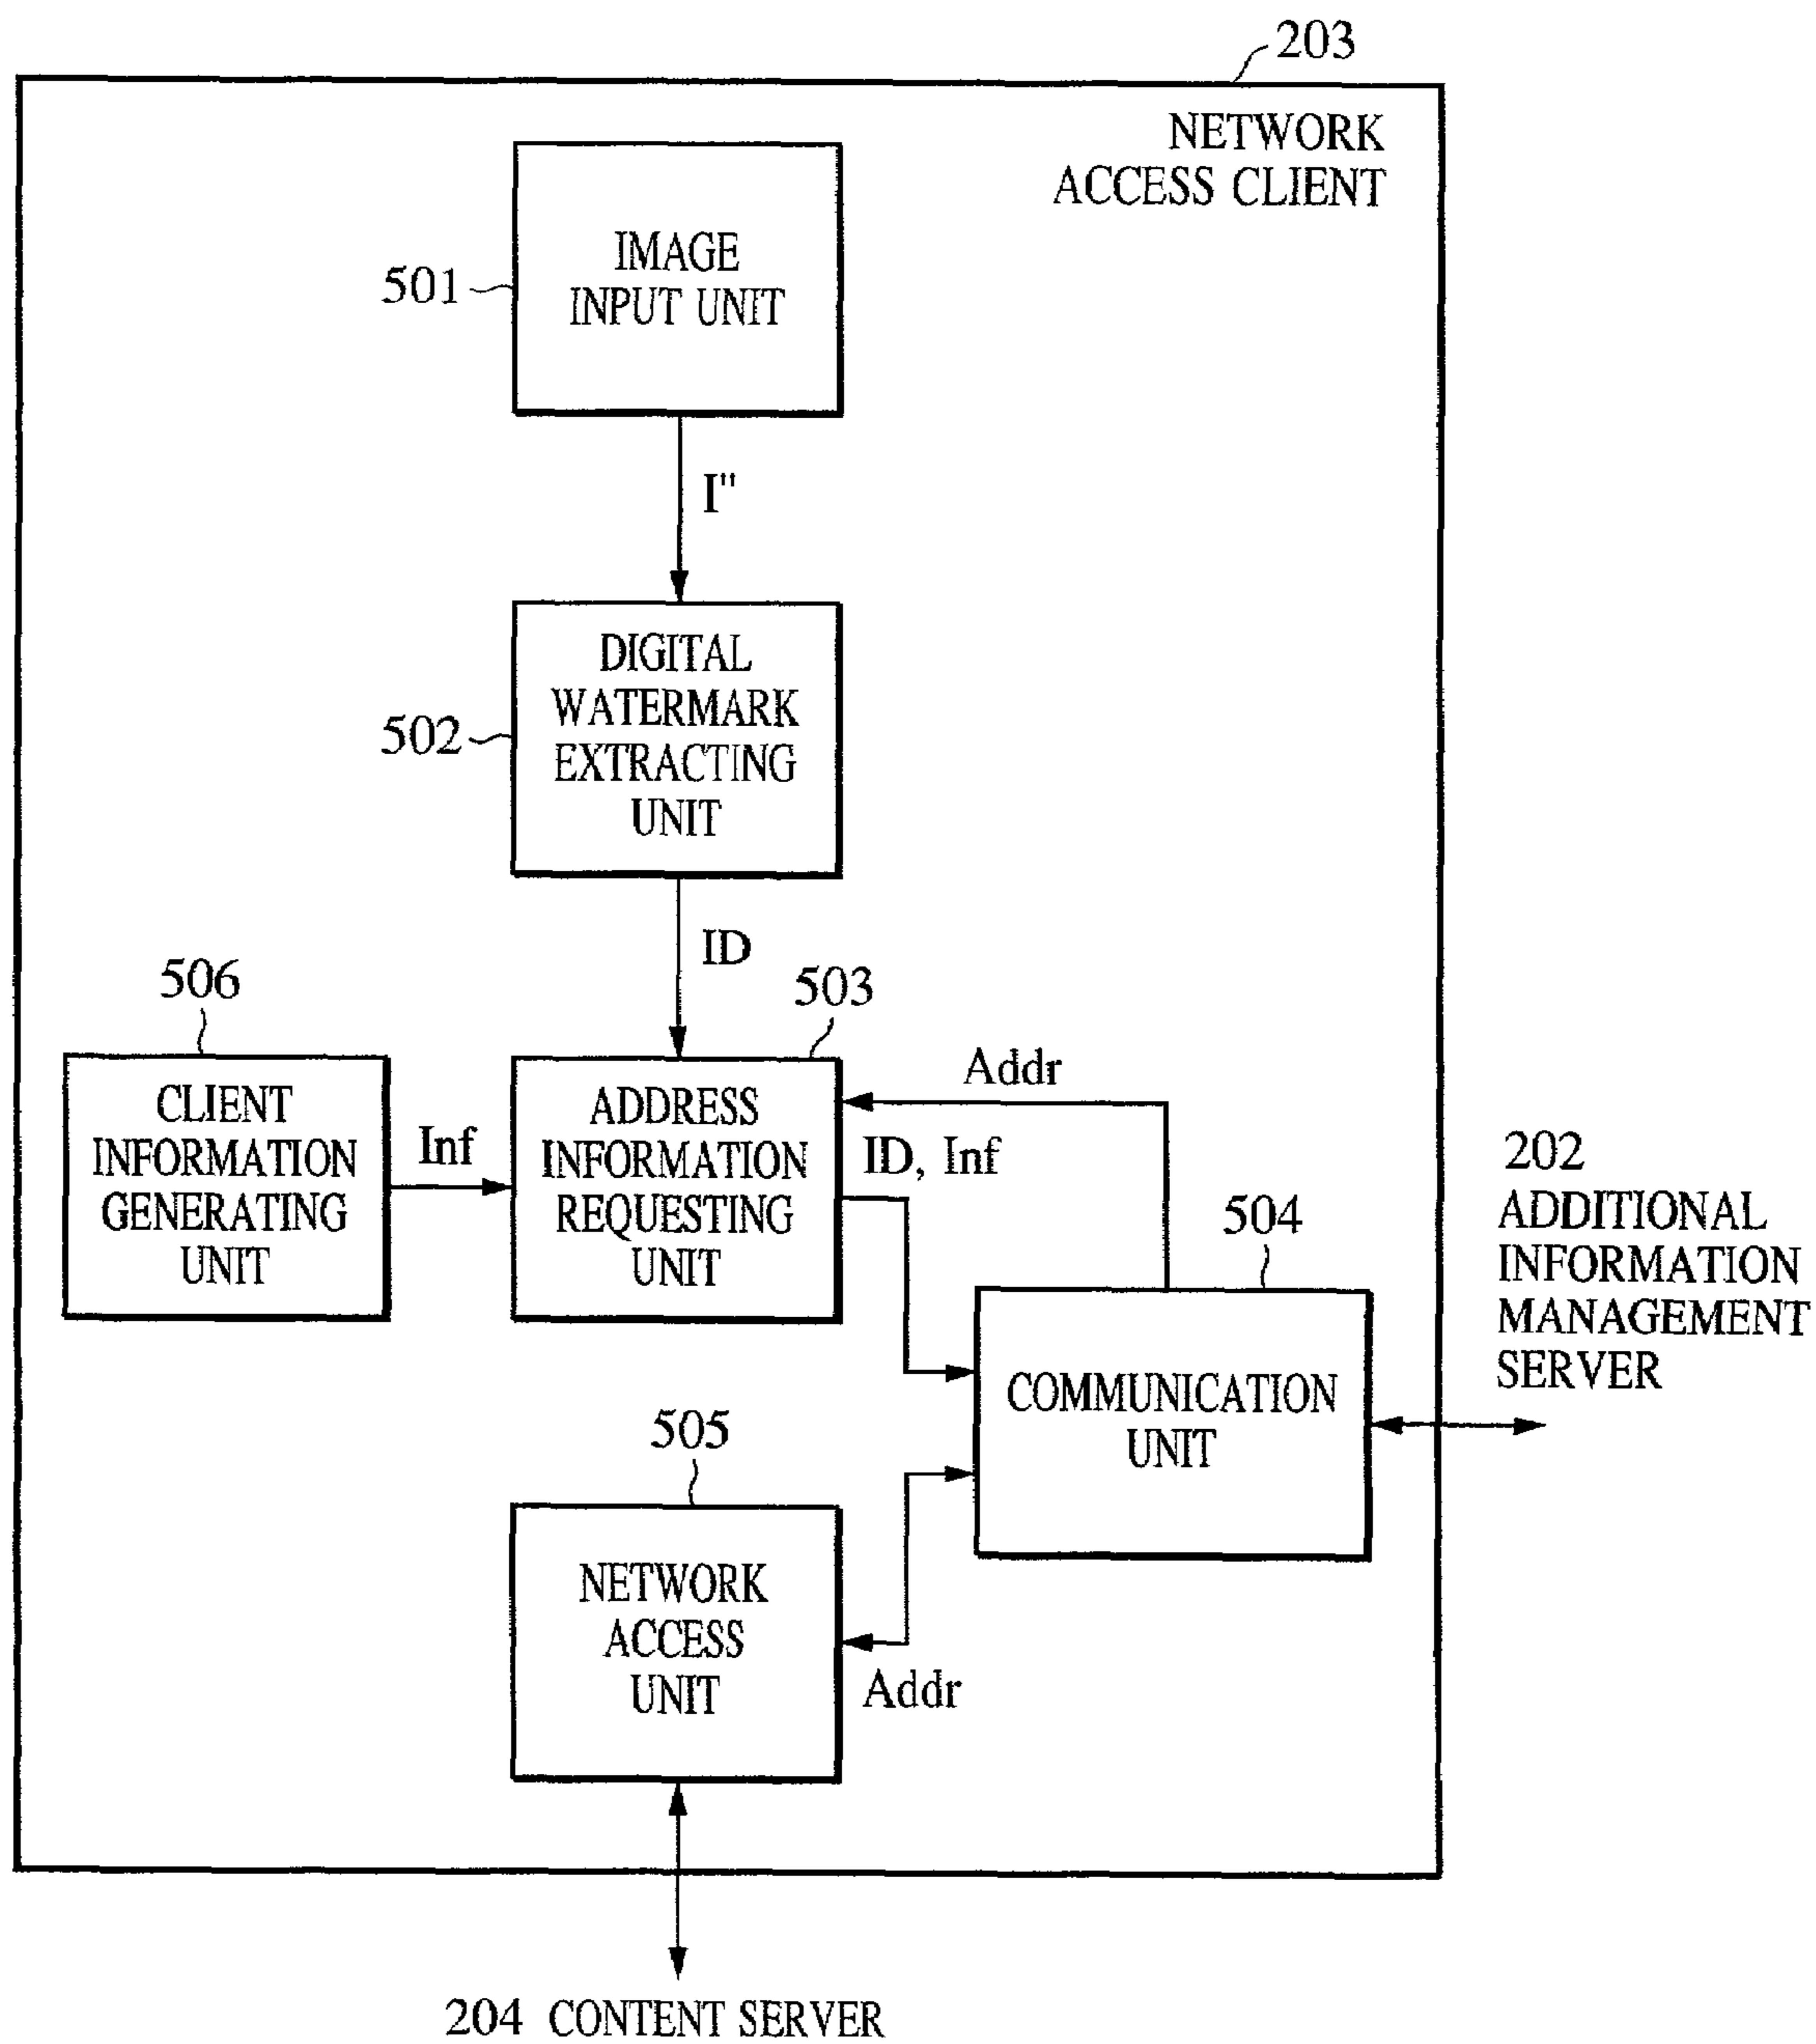 203
NETWORK
ACCESS CLIENT
IMAGE
INPUT UNIT
501
I"
DIGITAL
WATERMARK
EXTRACTING
UNIT
502
ID
506
503
CLIENT
INFORMATION
GENERATING
UNIT
Inf
ADDRESS
INFORMATION
REQUESTING
UNIT
Addr
ID, Inf
504
202
ADDITIONAL
INFORMATION
MANAGEMENT
SERVER
COMMUNICATION
UNIT
505
NETWORK
ACCESS
UNIT
Addr
204 CONTENT SERVER